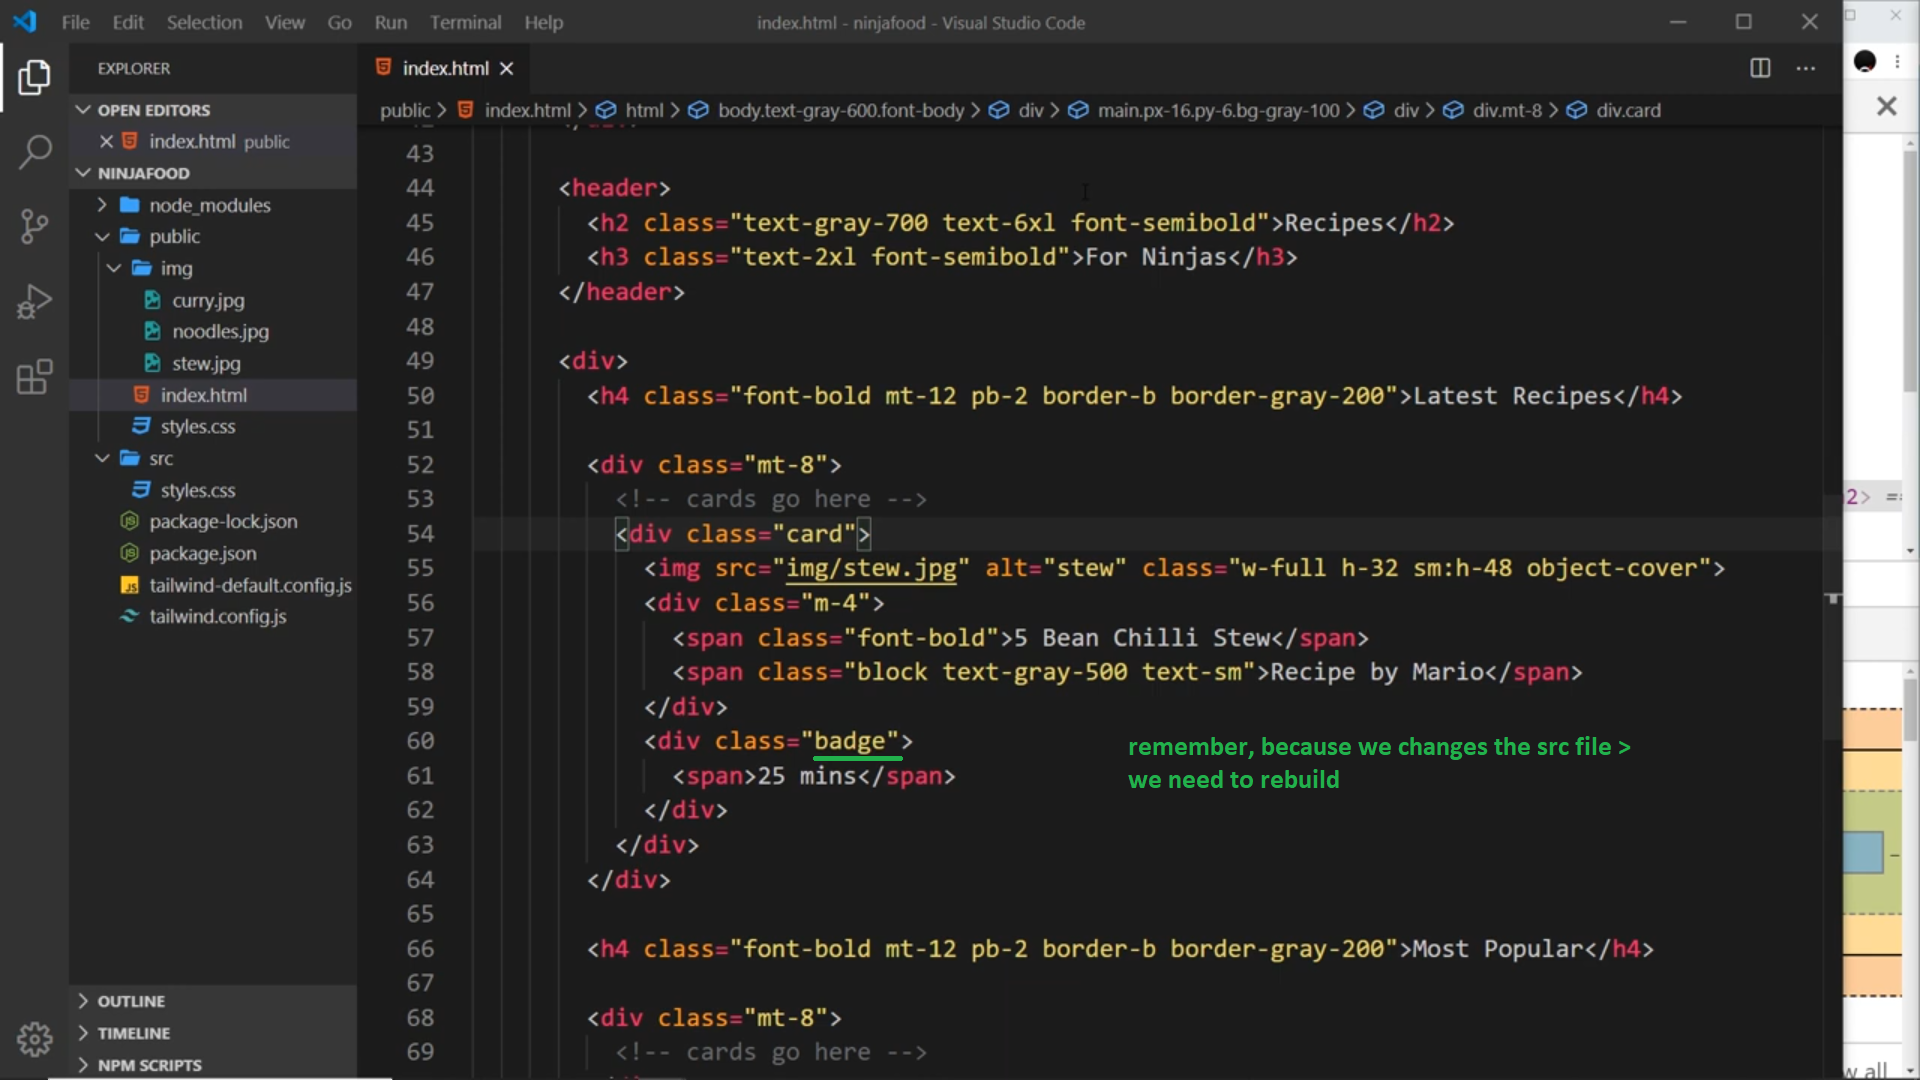 File Edit Selection View Go Run Terminal Help
index.html - ninjafood - Visual Studio Code
EXPLORER
OPEN EDITORS
index.html public
NINJAFOOD
node_modules
public
img
curry.jpg
noodles.jpg
stew.jpg
index.html
styles.css
src
styles.css
package-lock.json
package.json
JS tailwind-default.config.js
tailwind.config.js
OUTLINE
TIMELINE
NPM SCRIPTS
index.html
public > index.html > html > body.text-gray-600.font-body > div > main.px-16.py-6.bg-gray-100 > div > div.mt-8 > div.card
43
44 <header>
45 <h2 class="text-gray-700 text-6xl font-semibold">Recipes</h2>
46 <h3 class="text-2xl font-semibold">For Ninjas</h3>
47 </header>
48
49 <div>
50 <h4 class="font-bold mt-12 pb-2 border-b border-gray-200">Latest Recipes</h4>
51
52 <div class="mt-8">
53 <!-- cards go here -->
54 <div class="card">
55 <img src="img/stew.jpg" alt="stew" class="w-full h-32 sm:h-48 object-cover">
56 <div class="m-4">
57 <span class="font-bold">5 Bean Chilli Stew</span>
58 <span class="block text-gray-500 text-sm">Recipe by Mario</span>
59 </div>
60 <div class="badge">
61 <span>25 mins</span>
62 </div>
63 </div>
64 </div>
65
66 <h4 class="font-bold mt-12 pb-2 border-b border-gray-200">Most Popular</h4>
67
68 <div class="mt-8">
69 <!-- cards go here -->
remember, because we changes the src file >
we need to rebuild
2> ==
w all